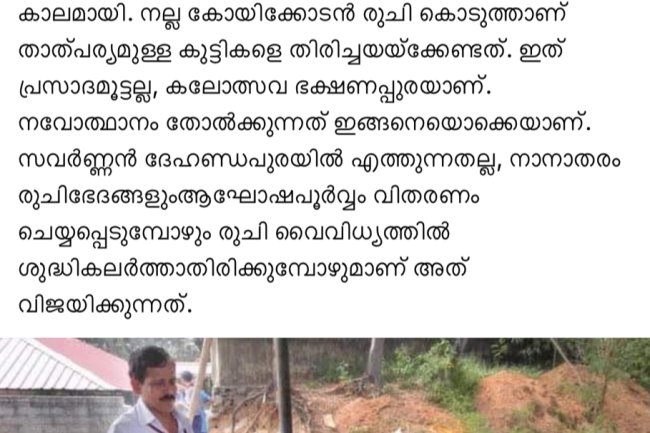 കാലമായി. നല്ല കോയിക്കോടൻ രുചി കൊടുത്താണ്
താത്പര്യമുള്ള കുട്ടികളെ തിരിച്ചയയ്ക്കേണ്ടത്. ഇത്
പ്രസാദമൂട്ടല്ല, കലോത്സവ ഭക്ഷണപ്പുരയാണ്.
നവോത്ഥാനം തോൽക്കുന്നത് ഇങ്ങനെയൊക്കെയാണ്.
സവർണ്ണൻ ദേഹണ്ഡപുരയിൽ എത്തുന്നതല്ല, നാനാതരം
രുചിഭേദങ്ങളുംആഘോഷപൂർവ്വം വിതരണം
ചെയ്യപ്പെടുമ്പോഴും രുചി വൈവിധ്യത്തിൽ
ശുദ്ധികലർത്താതിരിക്കുമ്പോഴുമാണ് അത്
വിജയിക്കുന്നത്.